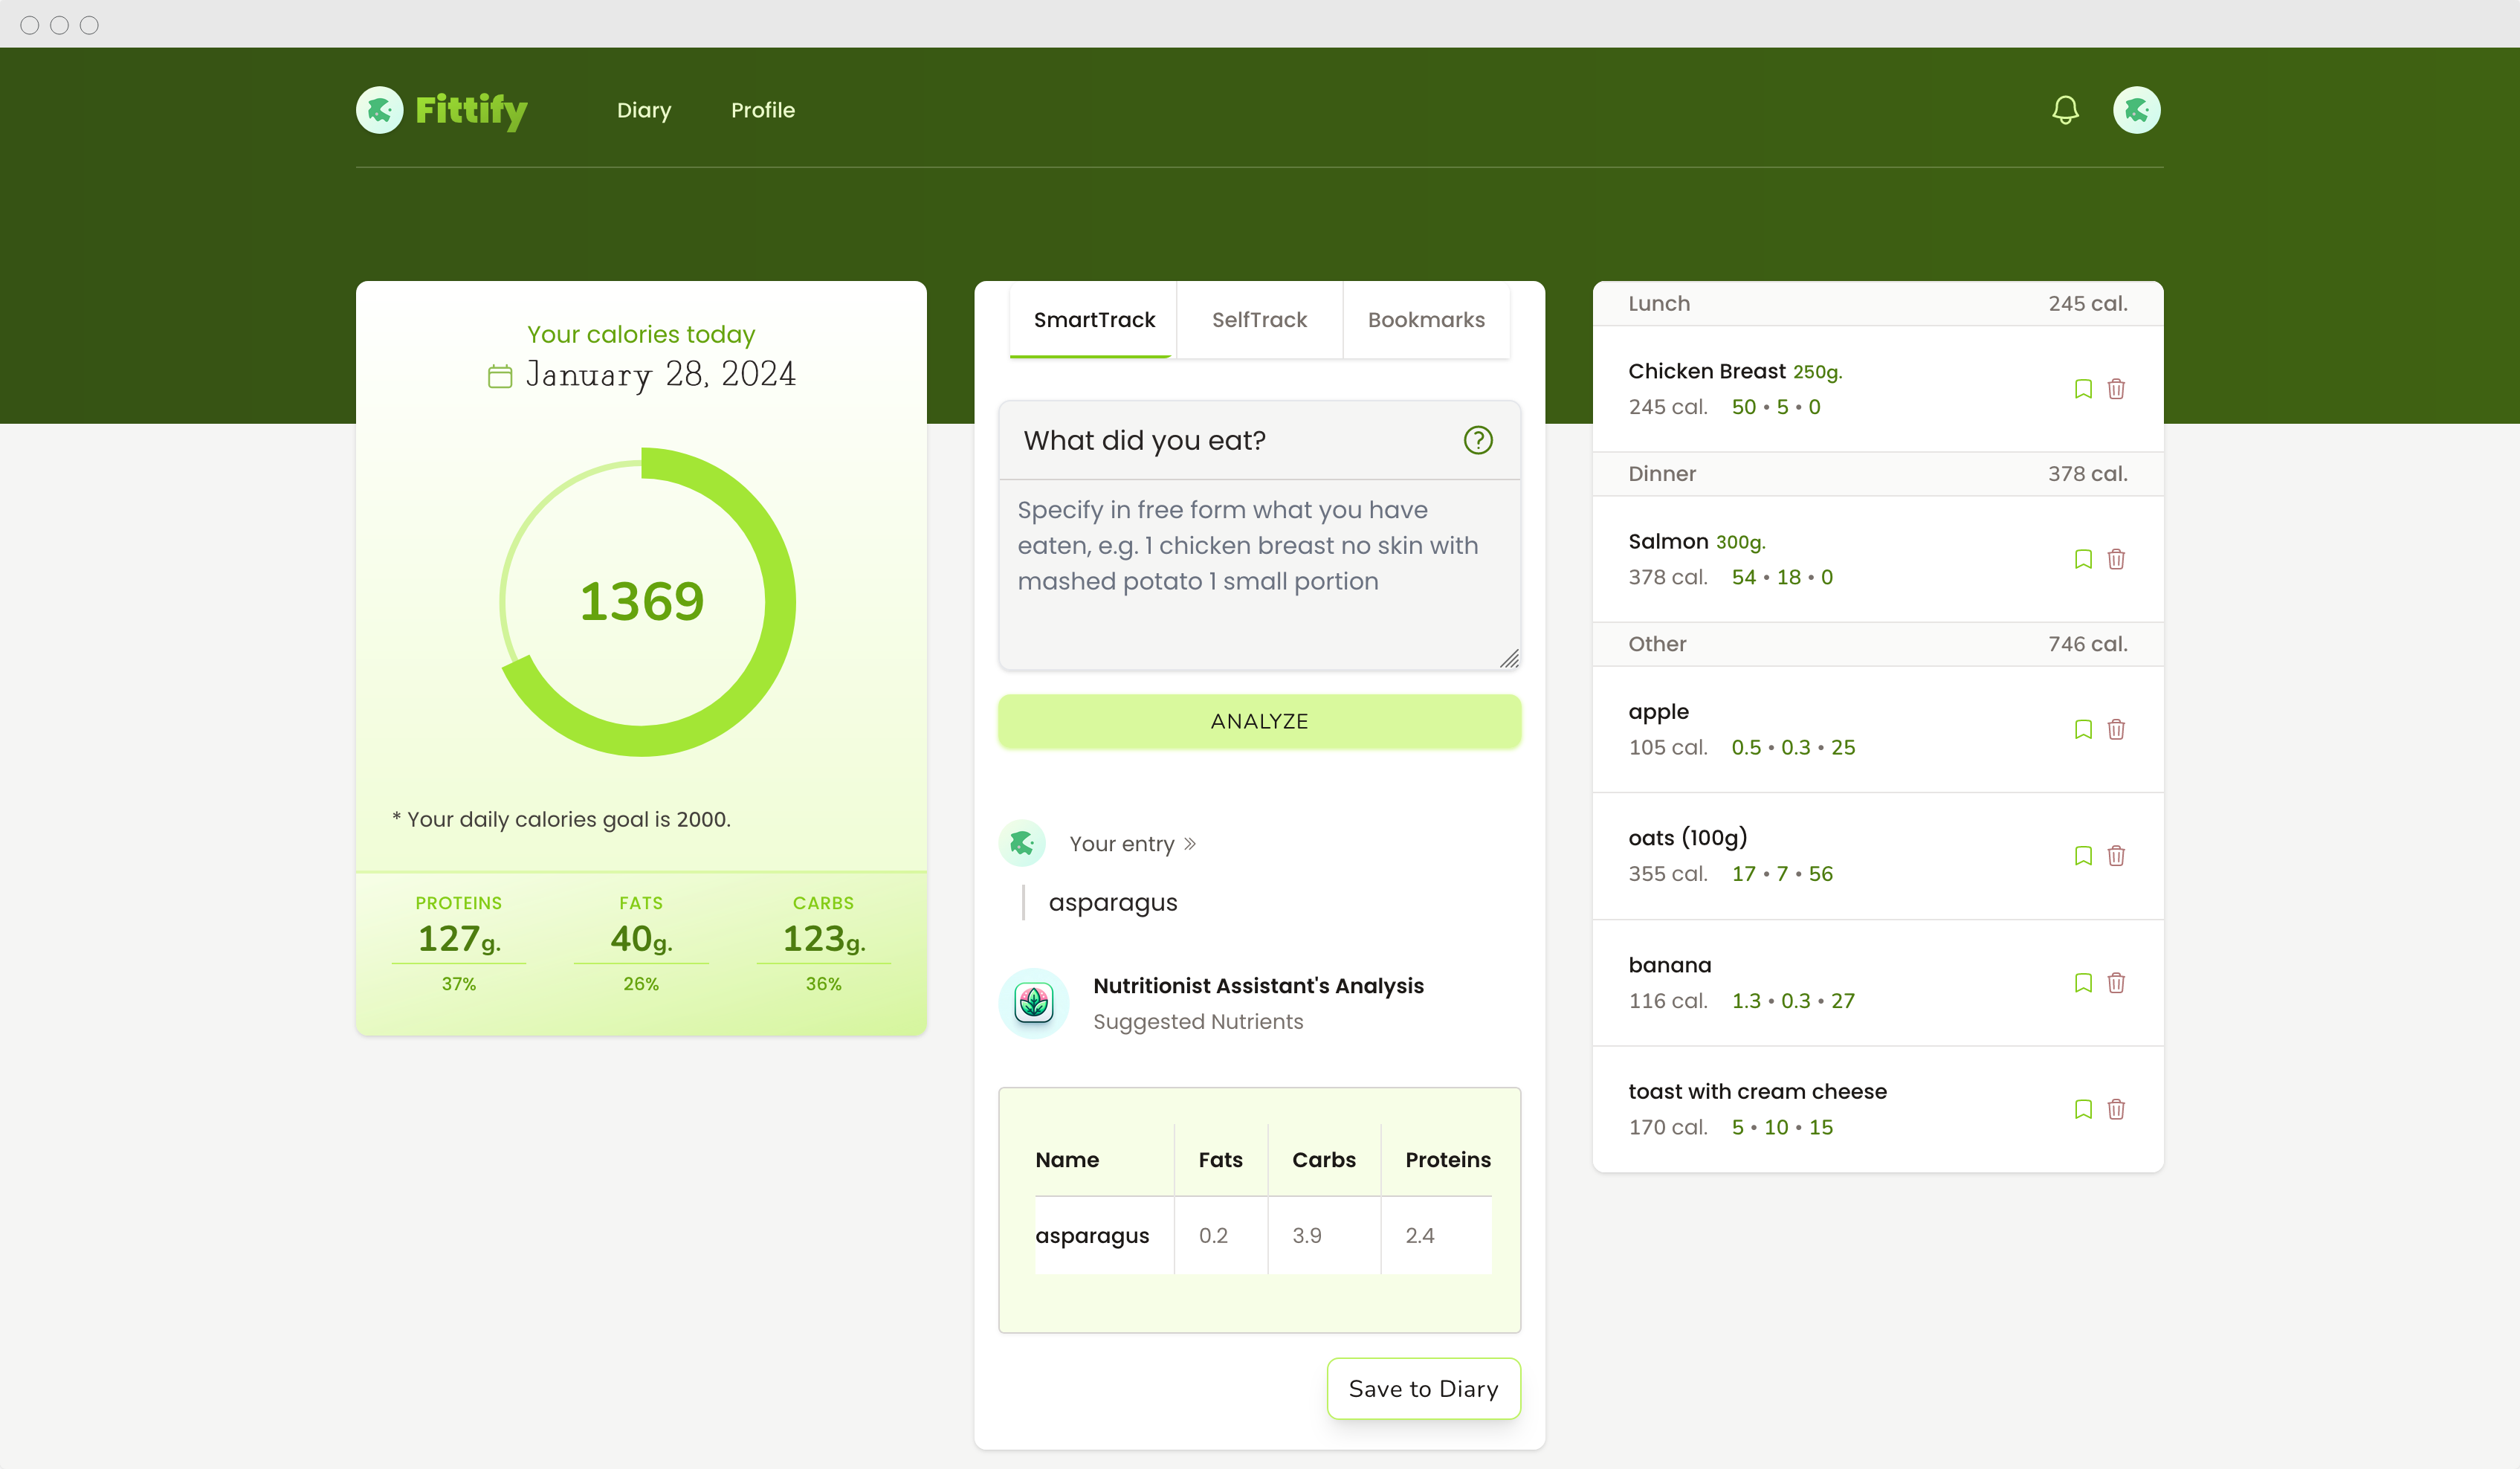 Fittify
Diary
Profile
Your calories today
January 28, 2024
1369
* Your daily calories goal is 2000.
PROTEINS
127g.
37%
FATS
40g.
26%
CARBS
123g.
36%
SmartTrack
SelfTrack
Bookmarks
What did you eat?
?
Specify in free form what you have
eaten, e.g. 1 chicken breast no skin with
mashed potato 1 small portion
ANALYZE
Your entry »
asparagus
Nutritionist Assistant's Analysis
Suggested Nutrients
Name Fats Carbs Proteins
asparagus 0.2 3.9 2.4
Save to Diary
Lunch 245 cal.
Chicken Breast 250g.
245 cal. 50 • 5 • 0
Dinner 378 cal.
Salmon 300g.
378 cal. 54 • 18 • 0
Other 746 cal.
apple
105 cal. 0.5 • 0.3 • 25
oats (100g)
355 cal. 17 • 7 • 56
banana
116 cal. 1.3 • 0.3 • 27
toast with cream cheese
170 cal. 5 • 10 • 15